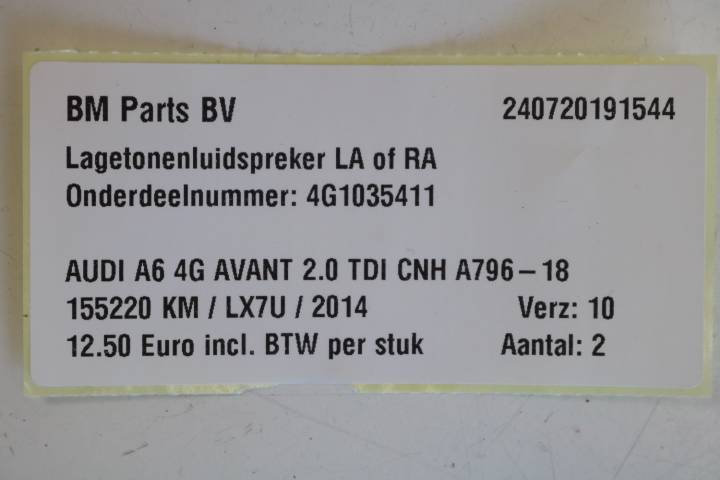 BM Parts BV 240720191544
Lagetonenluidspreker LA of RA
Onderdeelnummer: 4G1035411
AUDI A6 4G AVANT 2.0 TDI CNH A796-18
155220 KM / LX7U / 2014 Verz: 10
12.50 Euro incl. BTW per stuk Aantal: 2